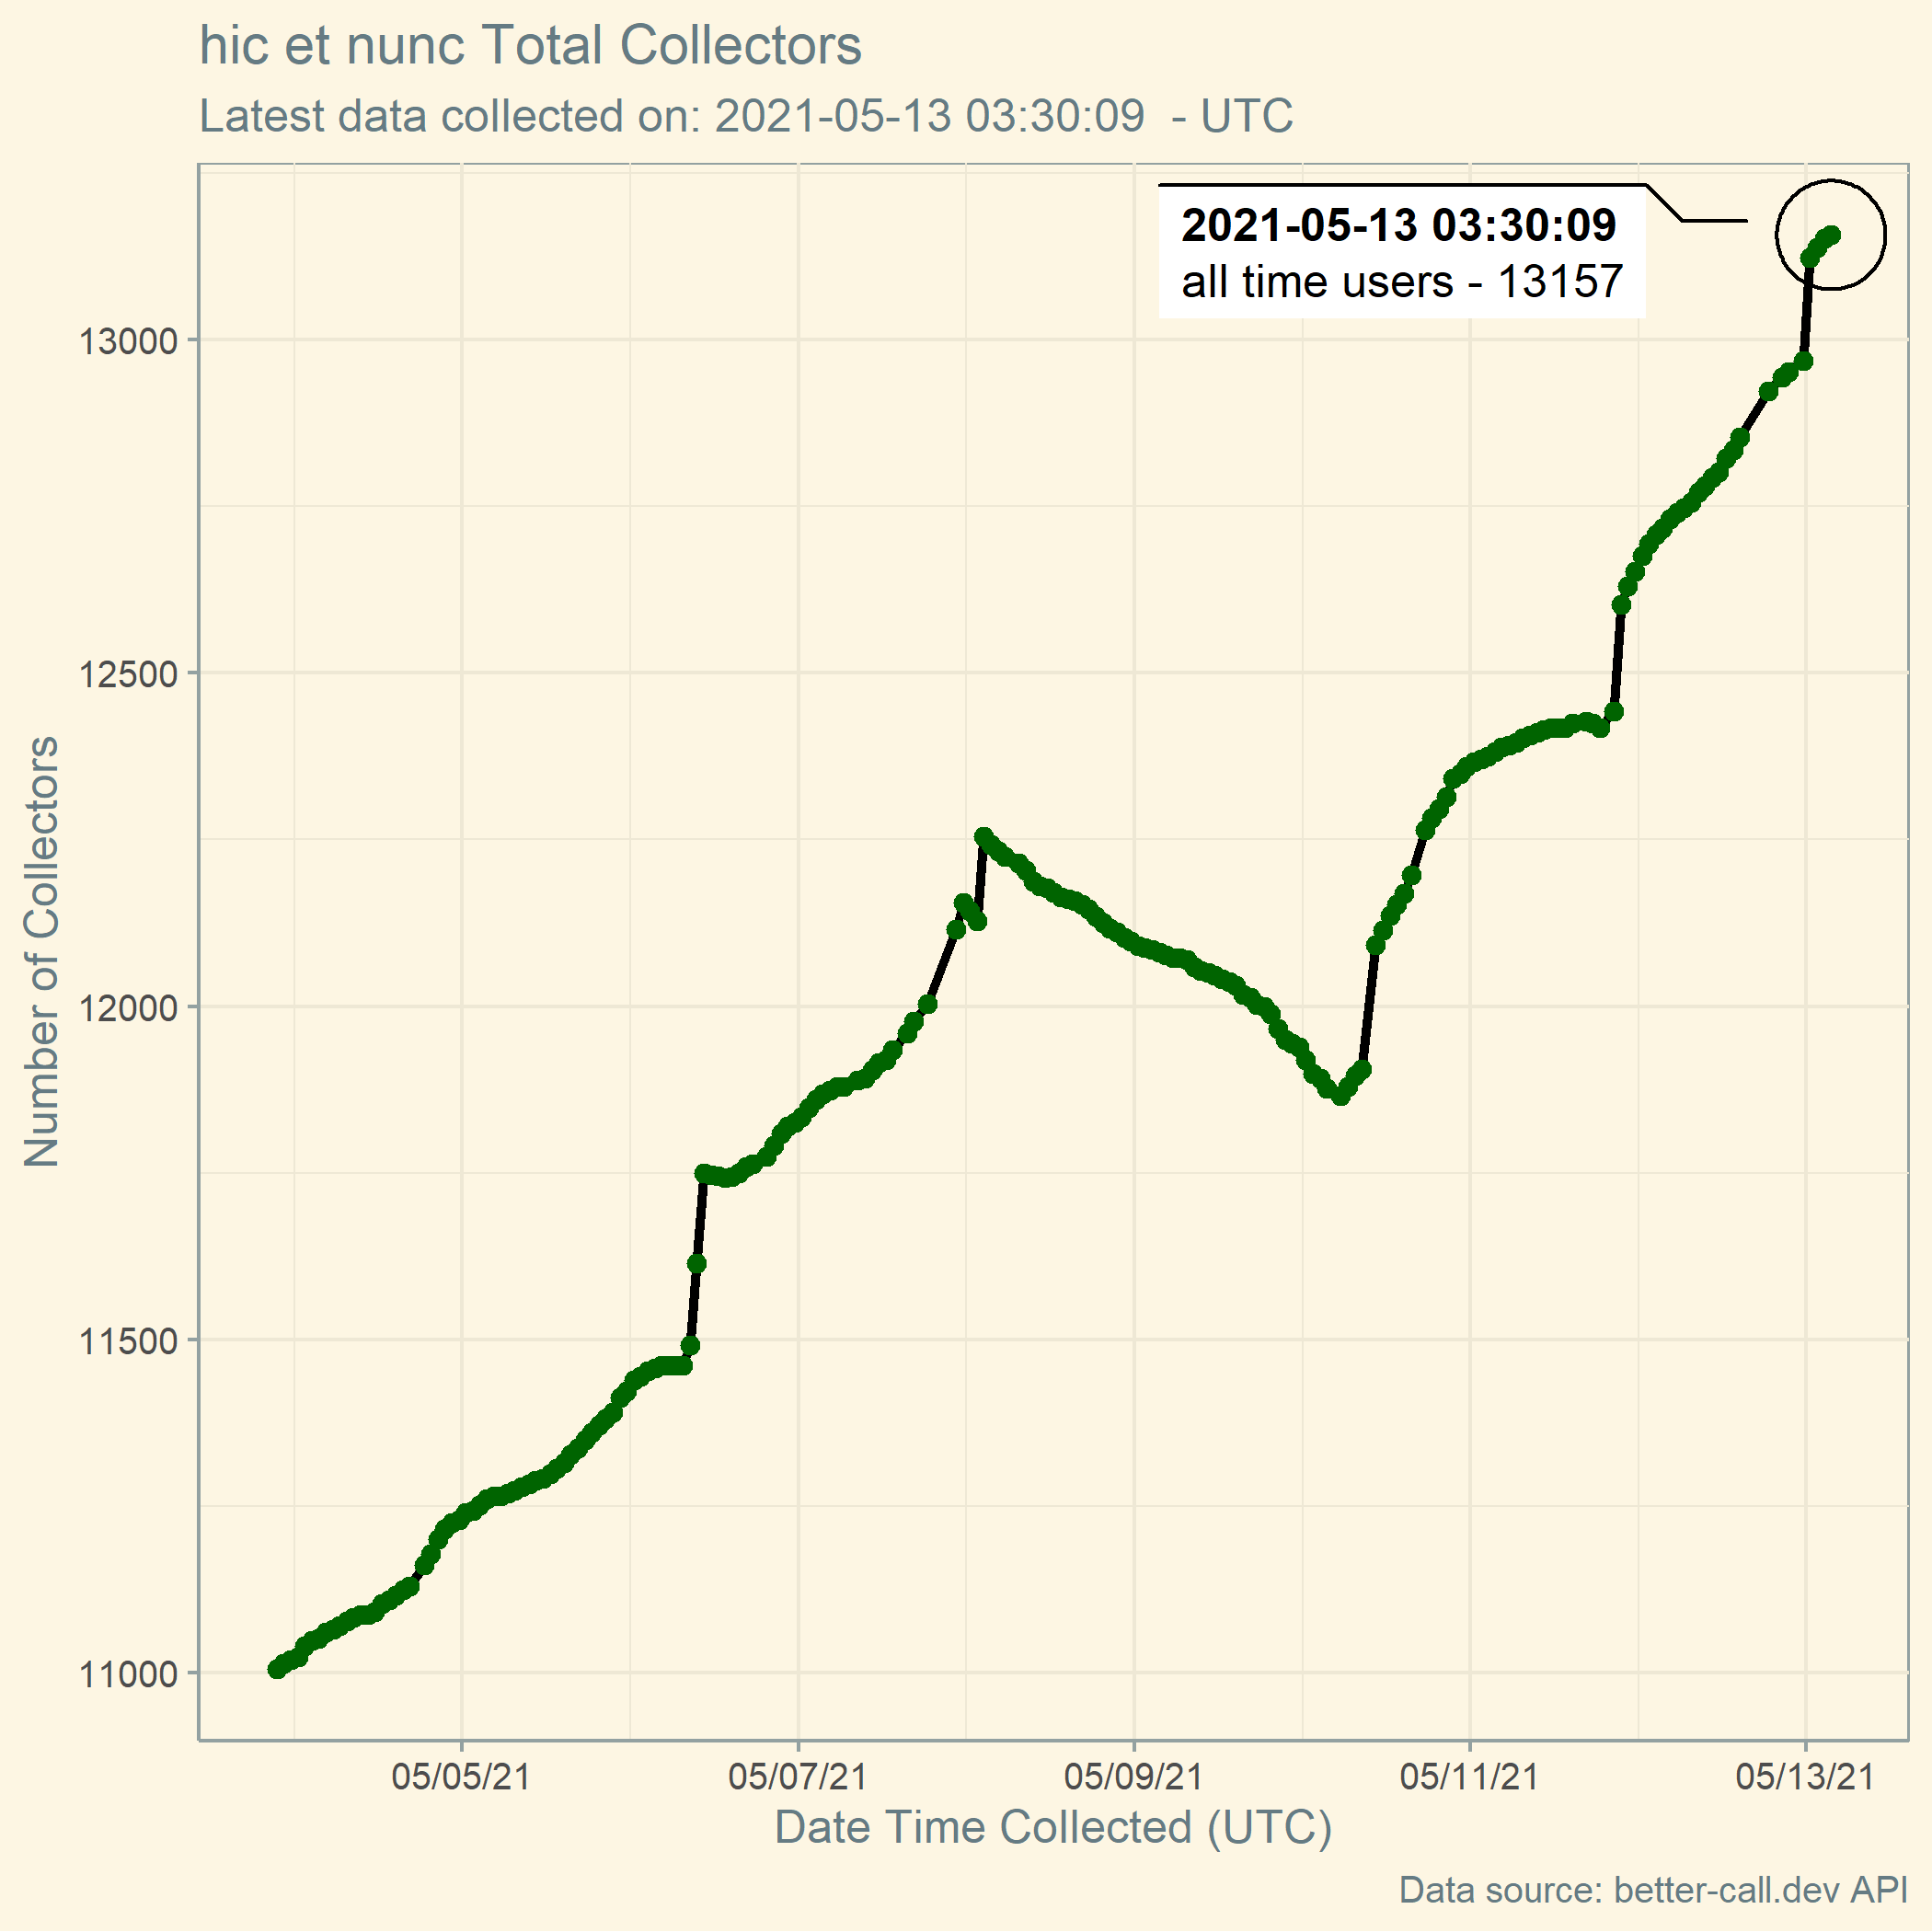 hic et nunc Total Collectors
Latest data collected on: 2021-05-13 03:30:09  - UTC
2021-05-13 03:30:09
all time users - 13157
Number of Collectors
13000
12500
12000
11500
11000
05/05/21
05/07/21
05/09/21
05/11/21
05/13/21
Date Time Collected (UTC)
Data source: better-call.dev API